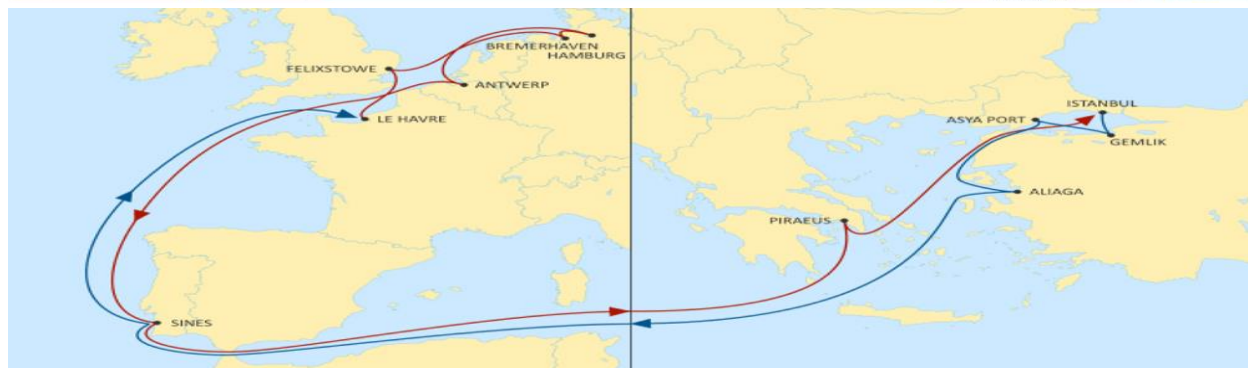 BREMERHAVEN
HAMBURG
FELIXSTOWE
ANTWERP
LE HAVRE
SINES
ISTANBUL
ASYA PORT
GEMLIK
ALIAGA
PIRAEUS